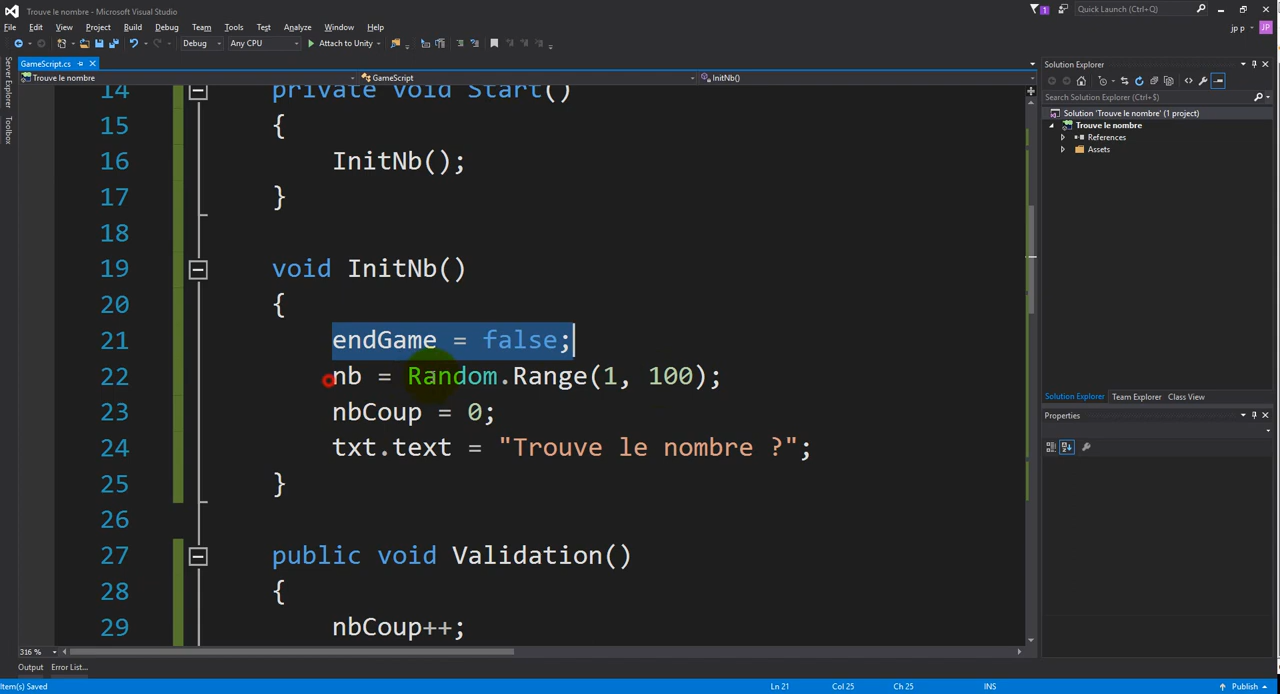 Trouve le nombre - Microsoft Visual Studio
1
Quick Launch (Ctrl+Q)
File Edit View Project Build Debug Team Tools Test Analyze Window Help
jp p JP
Debug Any CPU Attach to Unity
Server Explorer
Toolbox
GameScript.cs
Trouve le nombre GameScript InitNb()
14 private void Start()
15 {
16 InitNb();
17 }
18
19 void InitNb()
20 {
21 endGame = false;
22 nb = Random.Range(1, 100);
23 nbCoup = 0;
24 txt.text = "Trouve le nombre ?";
25 }
26
27 public void Validation()
28 {
29 nbCoup++;
316 %
Solution Explorer
Search Solution Explorer (Ctrl+$)
Solution 'Trouve le nombre' (1 project)
Trouve le nombre
References
Assets
Solution Explorer Team Explorer Class View
Properties
Output Error List...
Item(s) Saved Ln 21 Col 25 Ch 25 INS Publish